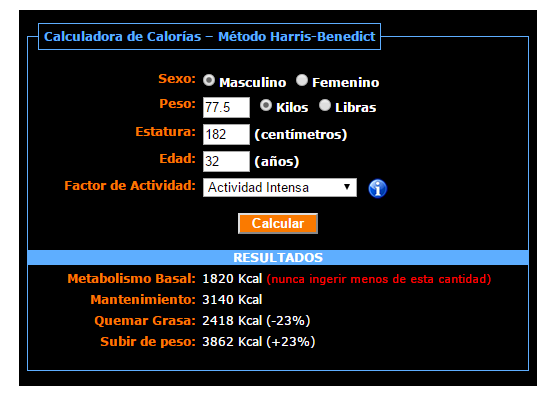 Calculadora de Calorías – Método Harris-Benedict
Sexo: Masculino Femenino
Peso: 77.5 Kilos Libras
Estatura: 182 (centímetros)
Edad: 32 (años)
Factor de Actividad: Actividad Intensa
Calcular
RESULTADOS
Metabolismo Basal: 1820 Kcal (nunca ingerir menos de esta cantidad)
Mantenimiento: 3140 Kcal
Quemar Grasa: 2418 Kcal (-23%)
Subir de peso: 3862 Kcal (+23%)